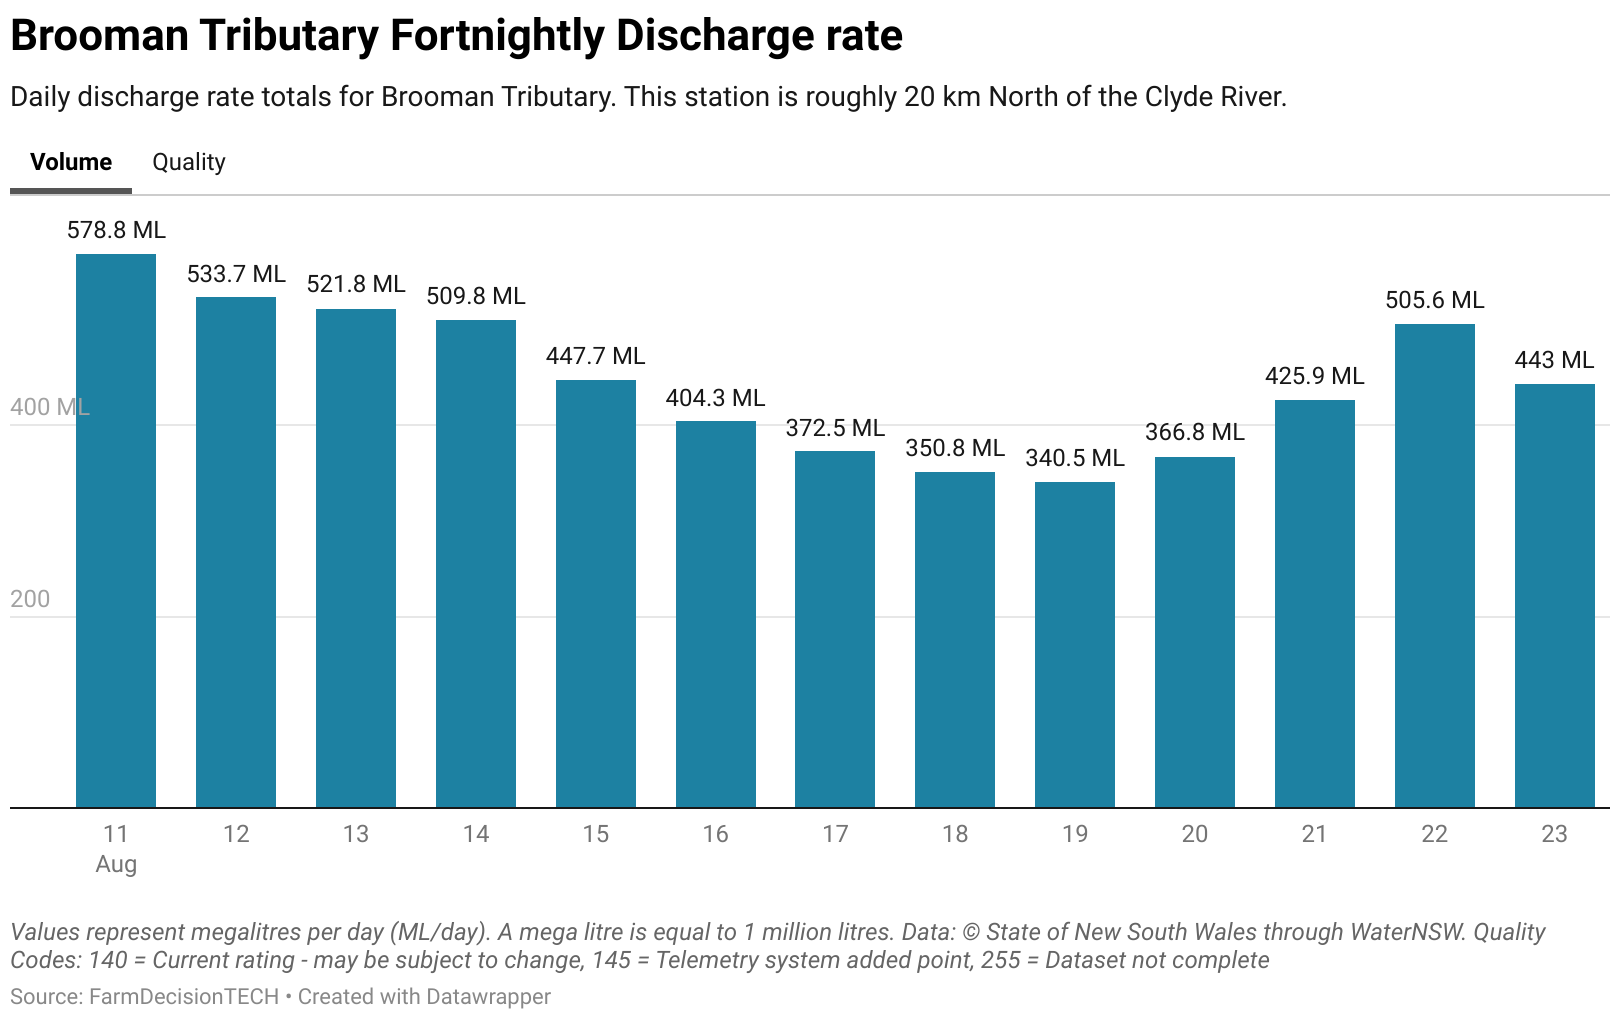 Brooman Tributary Fortnightly Discharge rate
Daily discharge rate totals for Brooman Tributary. This station is roughly 20 km North of the Clyde River.
Volume Quality
578.8 ML
533.7 ML
521.8 ML
509.8 ML
447.7 ML
404.3 ML
372.5 ML
350.8 ML
340.5 ML
366.8 ML
425.9 ML
505.6 ML
443 ML
400 ML
200
11 12 13 14 15 16 17 18 19 20 21 22 23
Aug
Values represent megalitres per day (ML/day). A mega litre is equal to 1 million litres. Data: © State of New South Wales through WaterNSW. Quality
Codes: 140 = Current rating - may be subject to change, 145 = Telemetry system added point, 255 = Dataset not complete
Source: FarmDecisionTECH • Created with Datawrapper